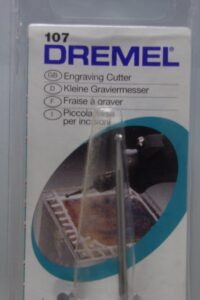 107
DREMEL
GB Engraving Cutter
D Kleine Graviermesser
F Fraise à graver
I Piccola
per incisioni